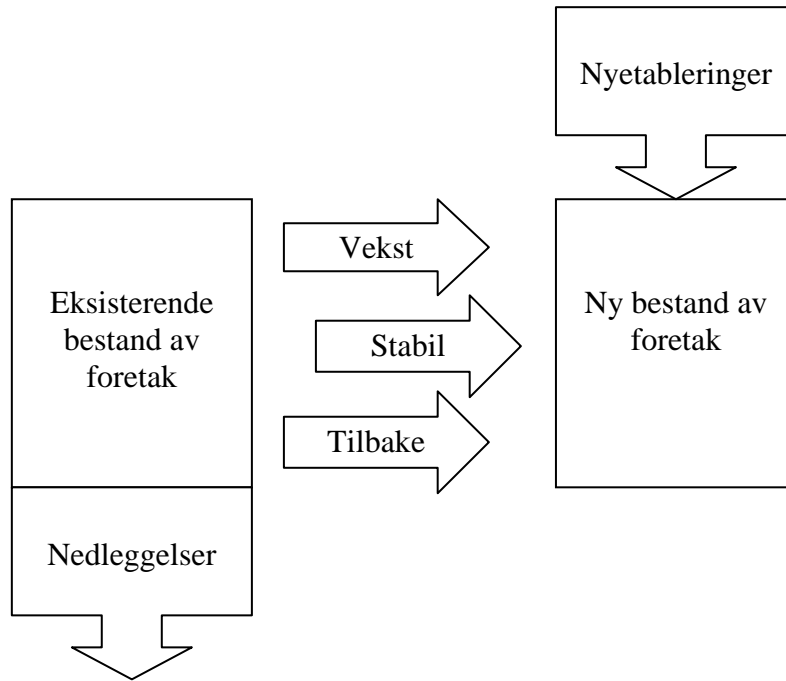 Nyetableringer
Vekst
Eksisterende
bestand av
foretak
Ny bestand av
foretak
Stabil
Tilbake
Nedleggelser